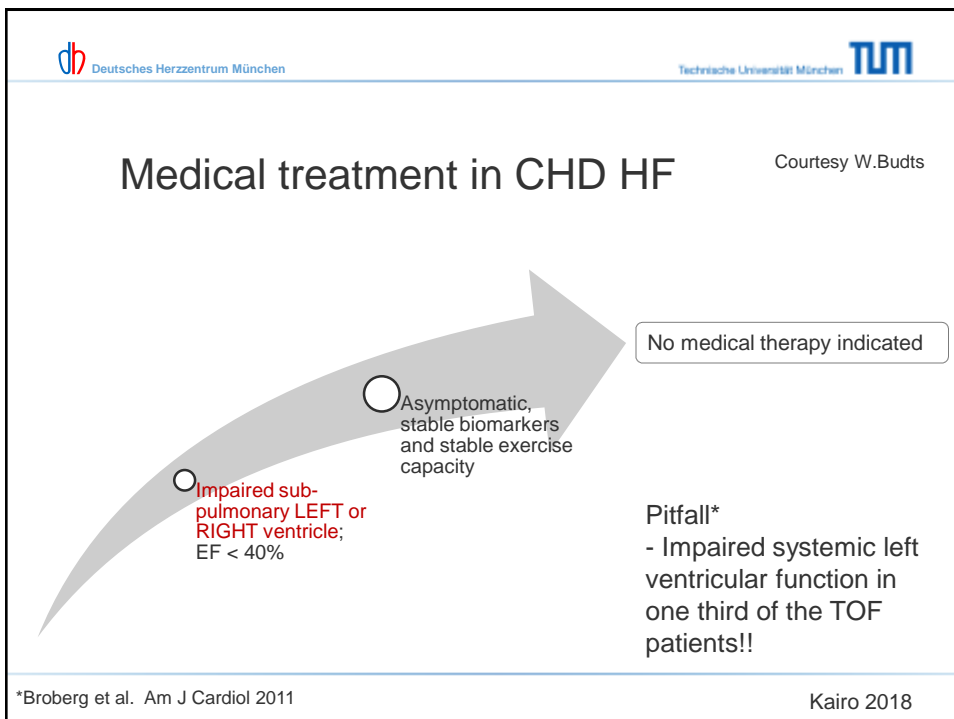 dh Deutsches Herzzentrum München
Technische Universität München TUM
Medical treatment in CHD HF
Courtesy W.Budts
No medical therapy indicated
Asymptomatic,
stable biomarkers
and stable exercise
capacity
Impaired sub-
pulmonary LEFT or
RIGHT ventricle;
EF < 40%
Pitfall*
- Impaired systemic left
ventricular function in
one third of the TOF
patients!!
*Broberg et al. Am J Cardiol 2011
Kairo 2018